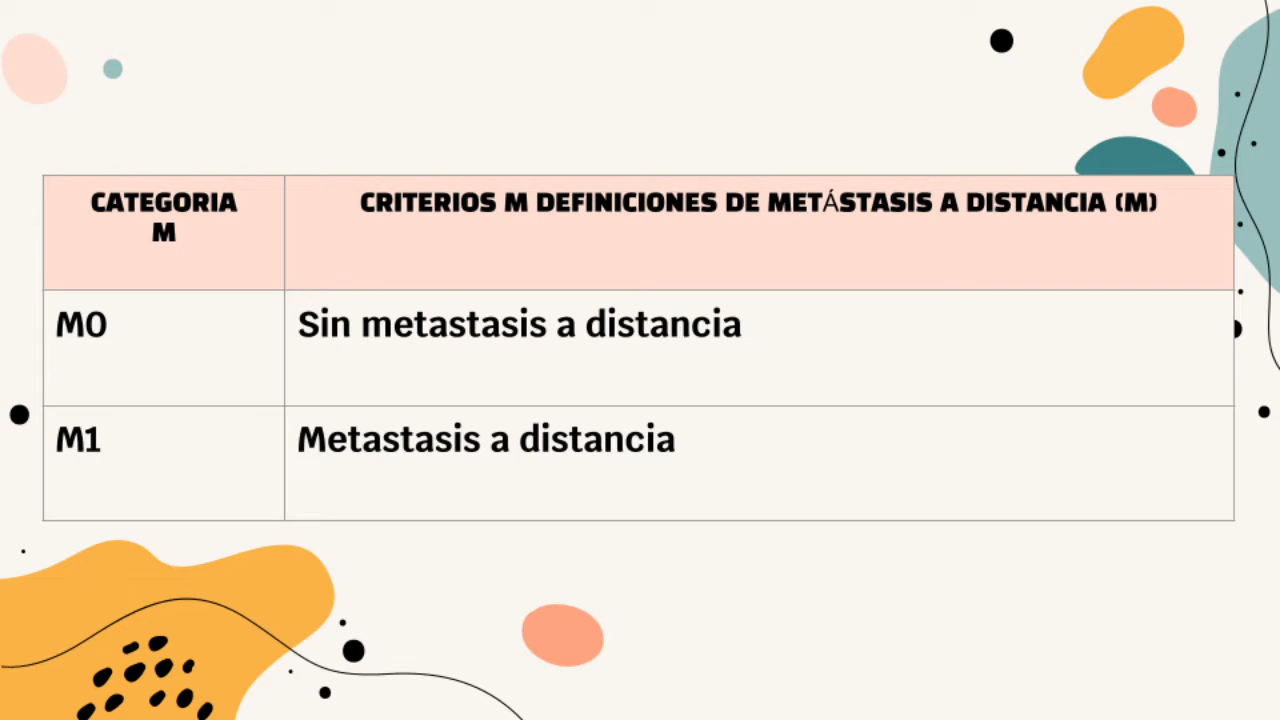 CATEGORIA
M
CRITERIOS M DEFINICIONES DE METÁSTASIS A DISTANCIA (M)
M0
Sin metastasis a distancia
M1
Metastasis a distancia